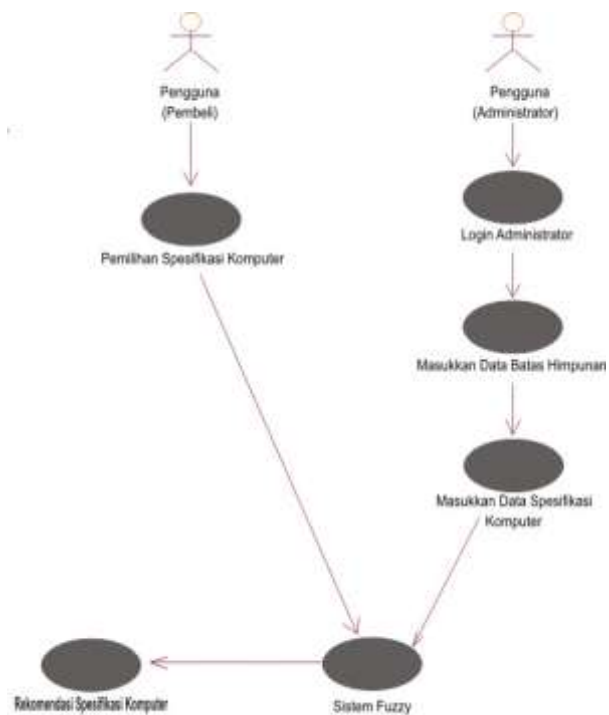 Pengguna
(Pembeli)
Pengguna
(Administrator)
Login Administrator
Pemilihan Spesifikasi Komputer
Masukkan Data Batas Himpunan
Masukkan Data Spesifikasi
Komputer
Rekomendasi Spesifikasi Komputer
Sistem Fuzzy